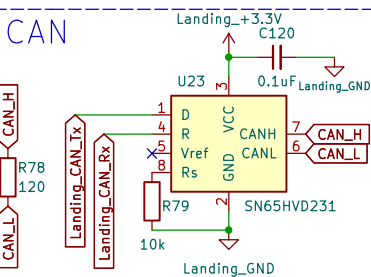 CAN
Landing_+3.3V
C120
0.1uF
Landing_GND
U23
CAN_H
R78
120
CAN_L
Landing_Can_Tx
Landing_Can_Rx
1 D
4 R
5 Vref
8 Rs
3 VCC
GND 2
CANH 7 CAN_H
CANL 6 CAN_L
R79
10k
SN65HVD231
Landing_GND